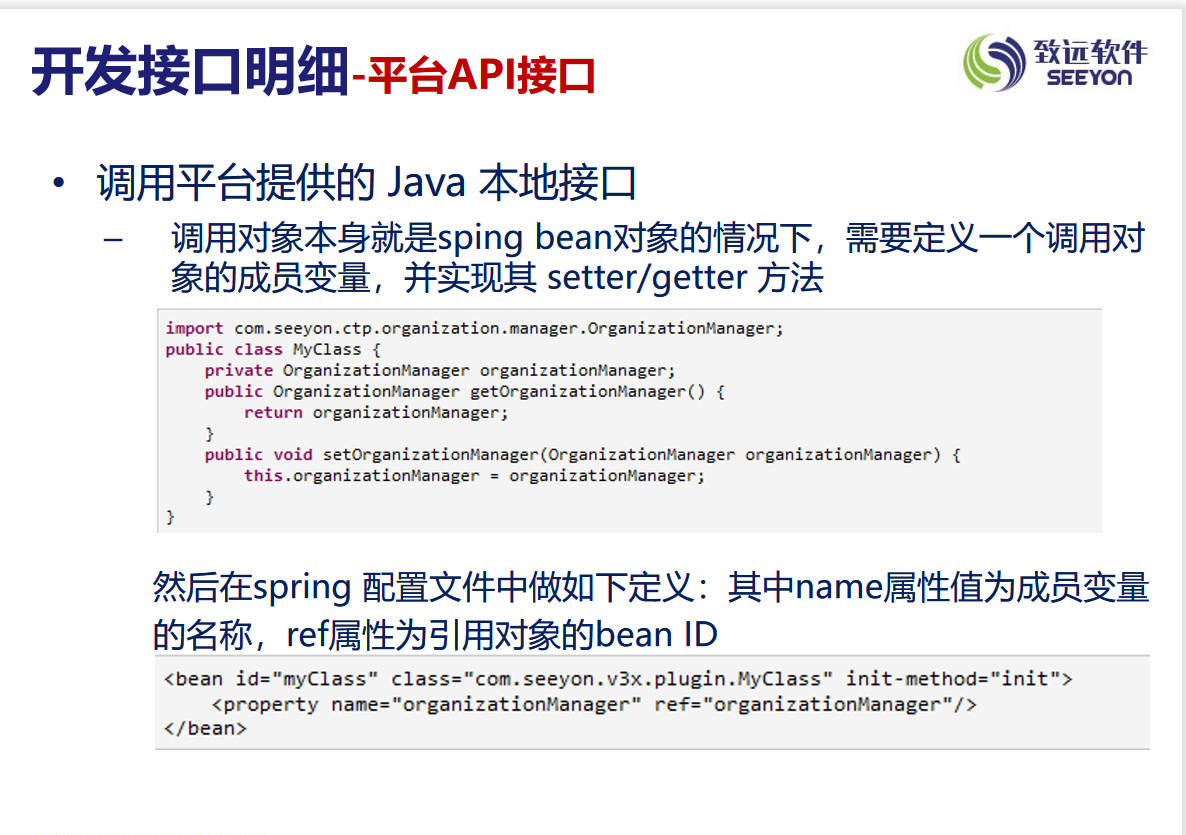 开发接口明细-平台API接口
致远软件
SEEYON
• 调用平台提供的 Java 本地接口
– 调用对象本身就是sping bean对象的情况下，需要定义一个调用对
象的成员变量，并实现其 setter/getter 方法
import com.seeyon.ctp.organization.manager.OrganizationManager;
public class MyClass {
    private OrganizationManager organizationManager;
    public OrganizationManager getOrganizationManager() {
        return organizationManager;
    }
    public void setOrganizationManager(OrganizationManager organizationManager) {
        this.organizationManager = organizationManager;
    }
}
然后在spring 配置文件中做如下定义：其中name属性值为成员变量
的名称，ref属性为引用对象的bean ID
<bean id="myClass" class="com.seeyon.v3x.plugin.MyClass" init-method="init">
    <property name="organizationManager" ref="organizationManager"/>
</bean>